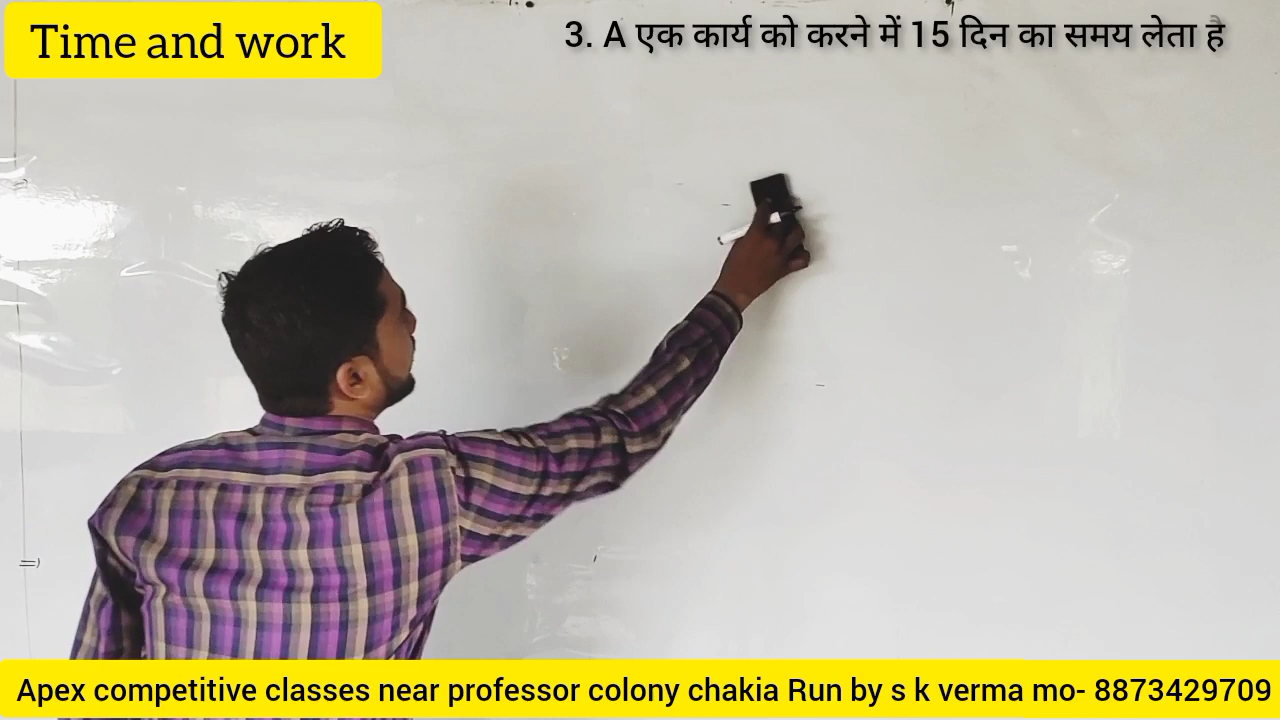 Time and work
3. A एक कार्य को करने में 15 दिन का समय लेता है
Apex competitive classes near professor colony chakia Run by s k verma mo- 8873429709